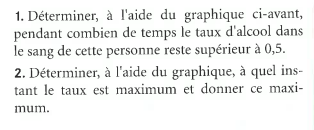 1. Déterminer, à l'aide du graphique ci-avant,
pendant combien de temps le taux d'alcool dans
le sang de cette personne reste supérieur à 0,5.
2. Déterminer, à l'aide du graphique, à quel ins-
tant le taux est maximum et donner ce maxi-
mum.